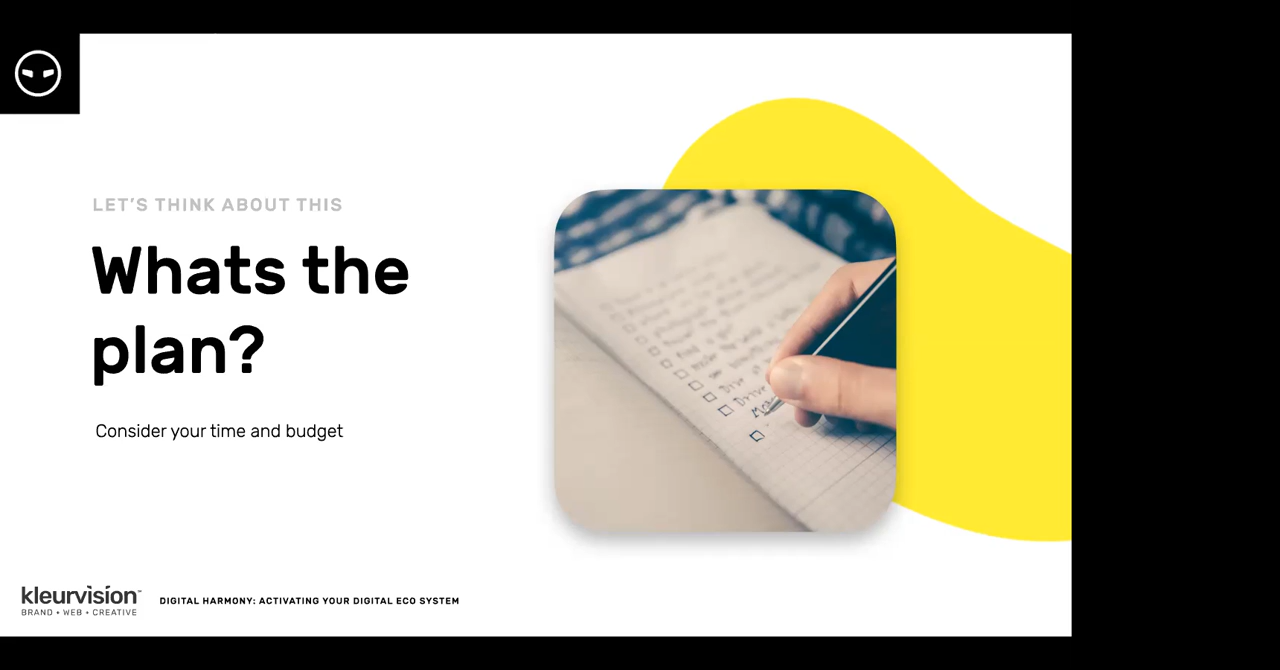 LET'S THINK ABOUT THIS
Whats the
plan?
Consider your time and budget
kleurvision™
BRAND • WEB • CREATIVE
DIGITAL HARMONY: ACTIVATING YOUR DIGITAL ECO SYSTEM